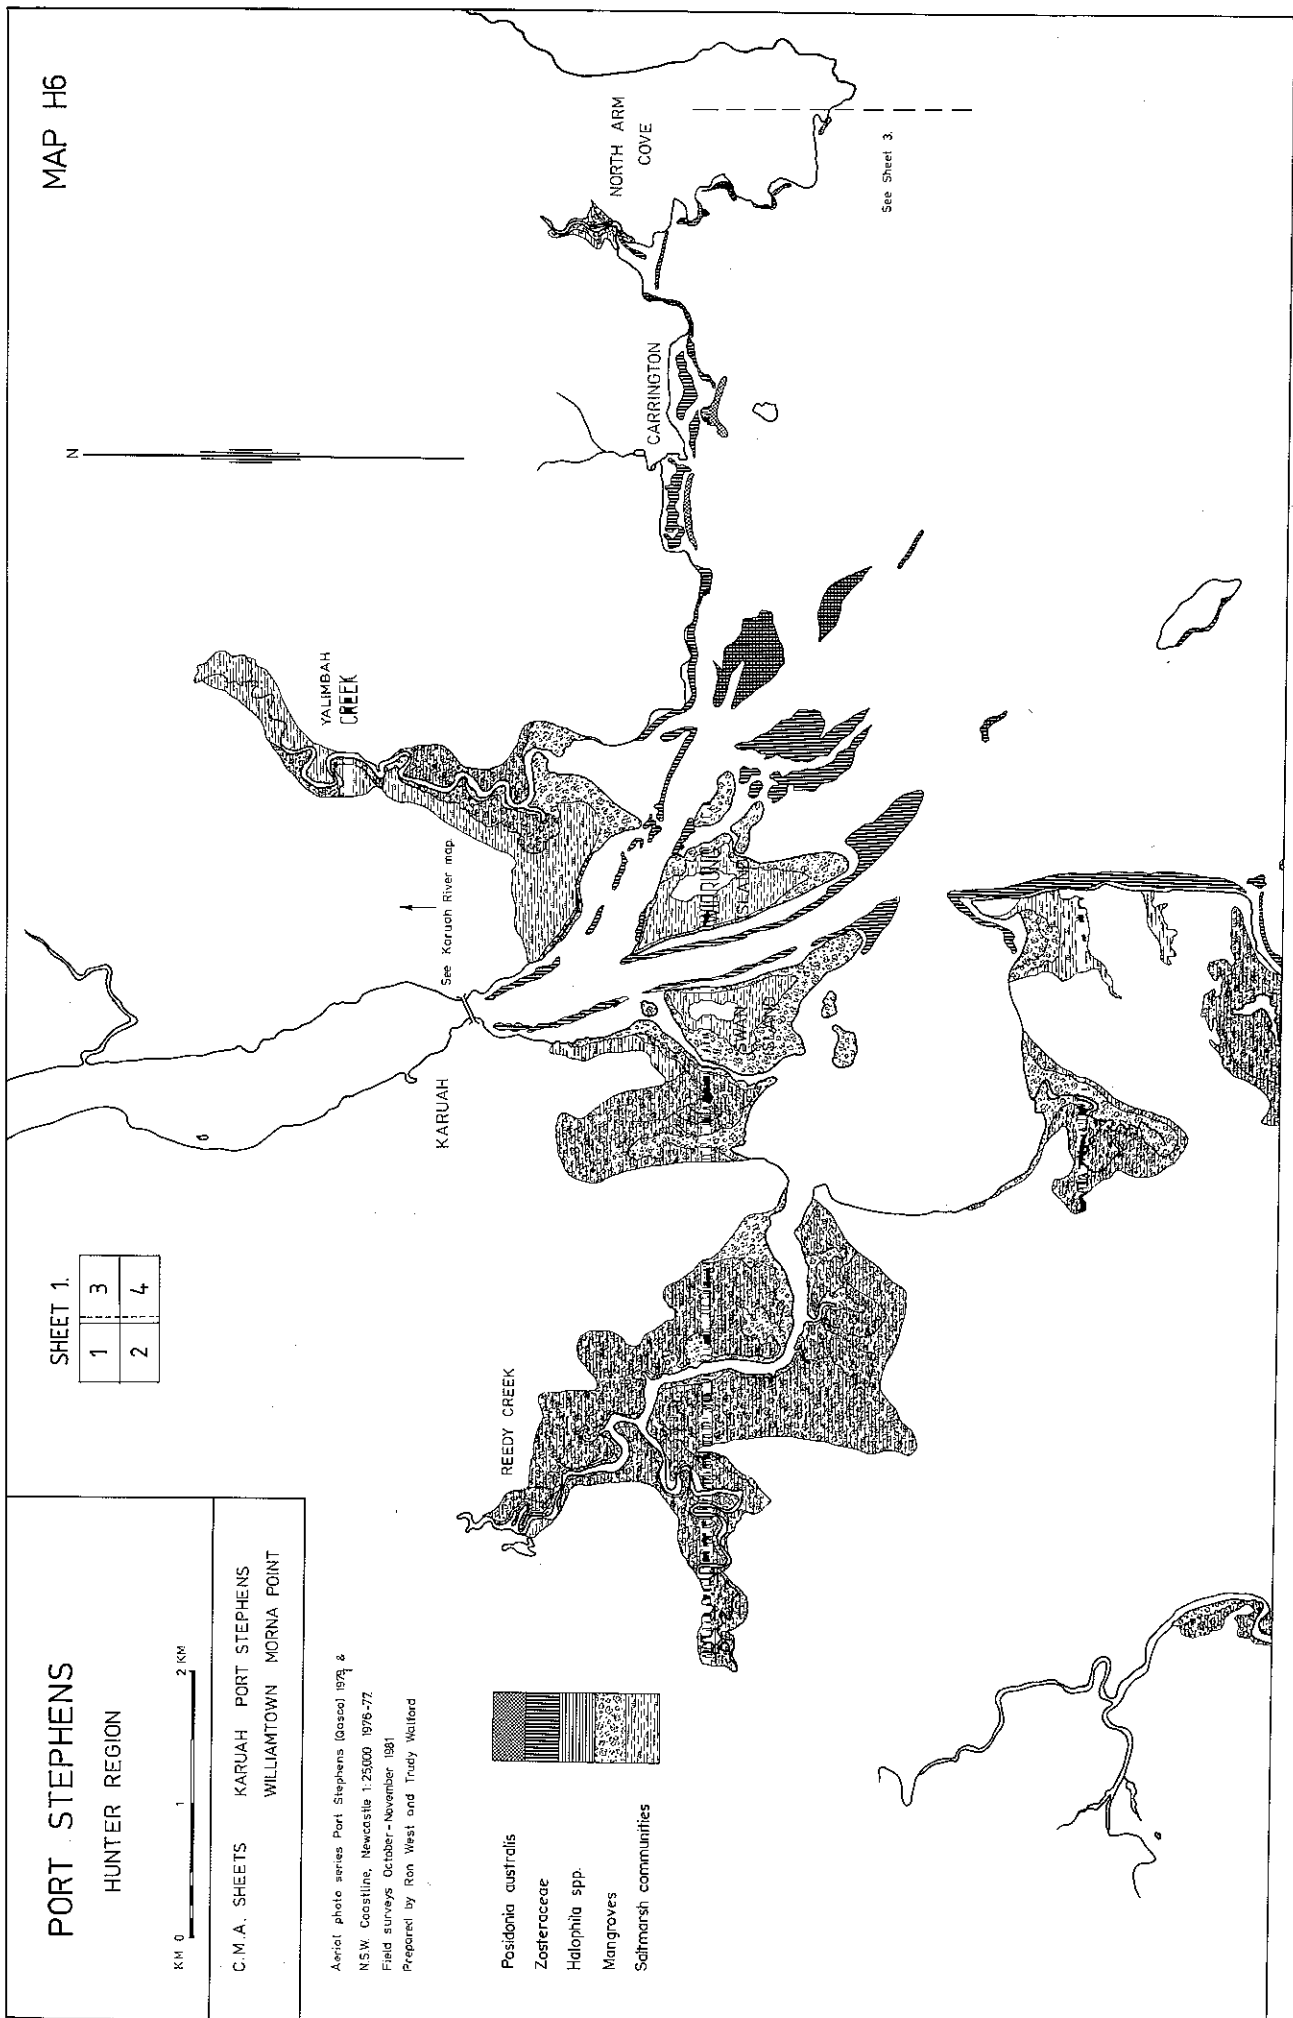 PORT STEPHENS
HUNTER REGION
KM 0 1 2 KM
C.M.A. SHEETS KARUAH PORT STEPHENS
WILLIAMTOWN MORNA POINT
Aerial photo series Port Stephens (Qasco) 1979, &
N.S.W. Coastline, Newcastle 1:25,000 1976-77.
Field surveys October - November 1981
Prepared by Ron West and Trudy Walford
Posidonia australis
Zosteraceae
Halophila spp.
Mangroves
Saltmarsh communities
SHEET 1.
1 3
2 4
MAP H6
N
REEDY CREEK
KARUAH
See Karuah River map.
YALIMBAH
CREEK
SWAN
ISLAND
ISLAND
CARRINGTON
NORTH ARM
COVE
See Sheet 3.